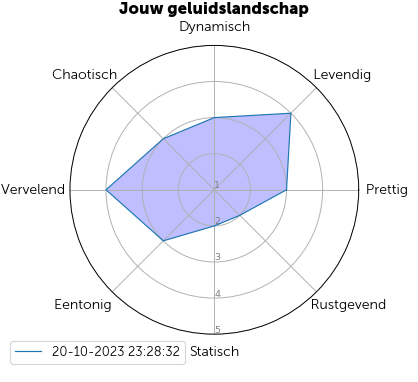 Jouw geluidslandschap
Dynamisch
Chaotisch
Levendig
Vervelend
1
Prettig
2
3
4
Eentonig
Rustgevend
5
20-10-2023 23:28:32
Statisch